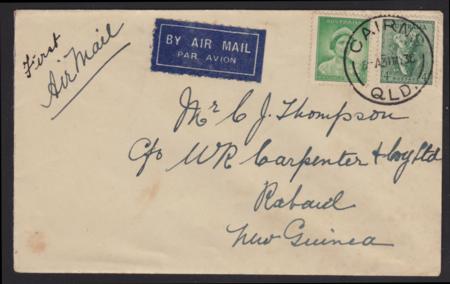 First
Air Mail
BY AIR MAIL
PAR AVION
AUSTRALIA
CAIRNS
QLD.
Mr C J. Thompson
C/o W R Carpenter & Coy Ltd
Rabaul
New Guinea